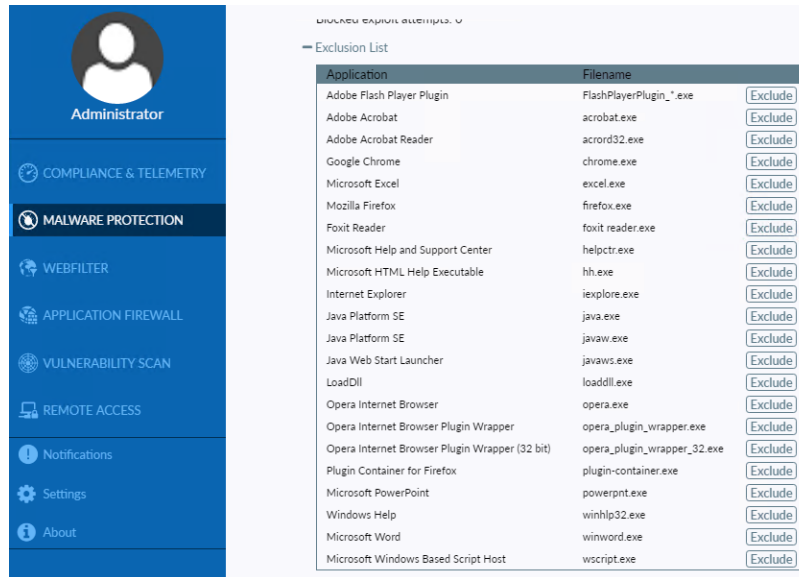 Blocked exploit attempts: 0
Exclusion List
Application Filename
Adobe Flash Player Plugin FlashPlayerPlugin_*.exe Exclude
Adobe Acrobat acrobat.exe Exclude
Adobe Acrobat Reader acrord32.exe Exclude
Google Chrome chrome.exe Exclude
Microsoft Excel excel.exe Exclude
Mozilla Firefox firefox.exe Exclude
Foxit Reader foxit reader.exe Exclude
Microsoft Help and Support Center helpctr.exe Exclude
Microsoft HTML Help Executable hh.exe Exclude
Internet Explorer iexplore.exe Exclude
Java Platform SE java.exe Exclude
Java Platform SE javaw.exe Exclude
Java Web Start Launcher javaws.exe Exclude
LoadDll loaddll.exe Exclude
Opera Internet Browser opera.exe Exclude
Opera Internet Browser Plugin Wrapper opera_plugin_wrapper.exe Exclude
Opera Internet Browser Plugin Wrapper (32 bit) opera_plugin_wrapper_32.exe Exclude
Plugin Container for Firefox plugin-container.exe Exclude
Microsoft PowerPoint powerpnt.exe Exclude
Windows Help winhlp32.exe Exclude
Microsoft Word winword.exe Exclude
Microsoft Windows Based Script Host wscript.exe Exclude
Administrator
COMPLIANCE & TELEMETRY
MALWARE PROTECTION
WEBFILTER
APPLICATION FIREWALL
VULNERABILITY SCAN
REMOTE ACCESS
Notifications
Settings
About